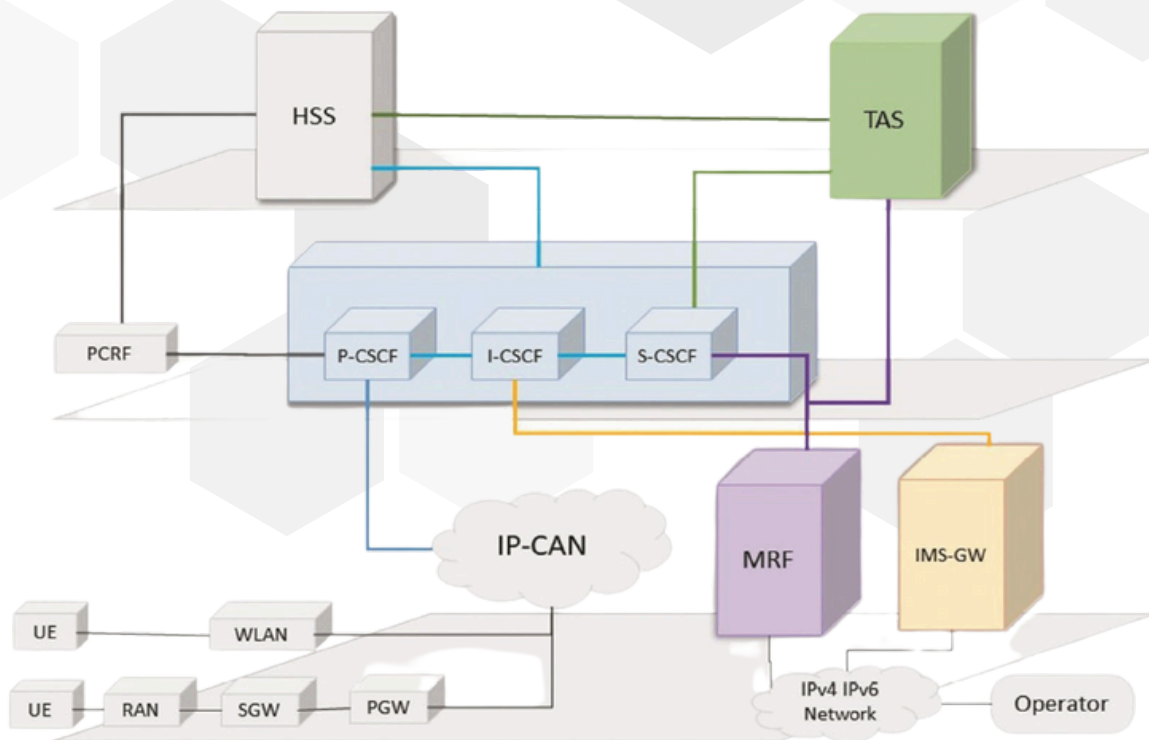 HSS
TAS
PCRF
P-CSCF
I-CSCF
S-CSCF
IP-CAN
MRF
IMS-GW
UE
WLAN
UE
RAN
SGW
PGW
IPv4 IPv6
Network
Operator